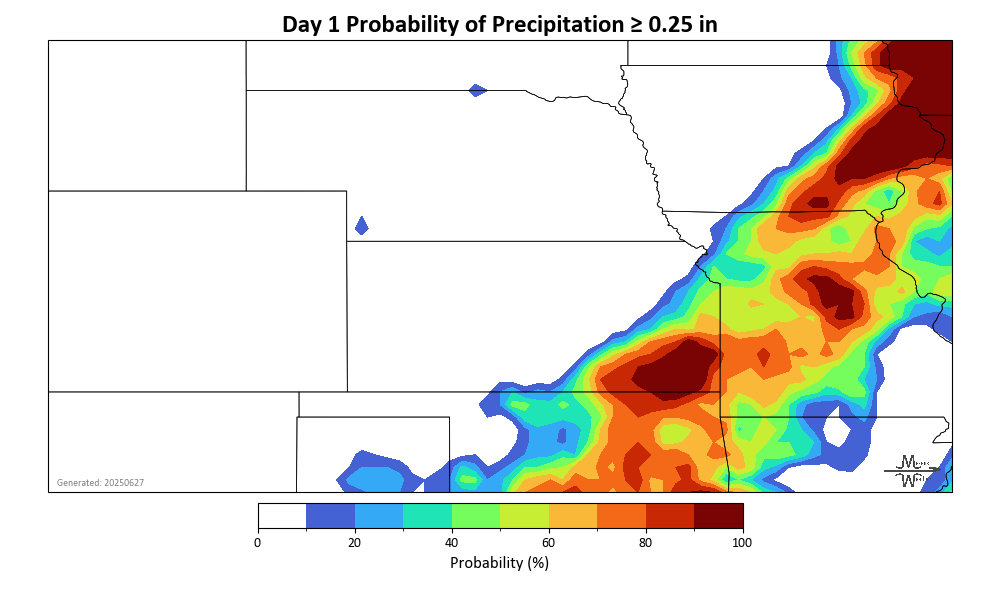 Day 1 Probability of Precipitation ≥ 0.25 in
Generated: 20250627
0 20 40 60 80 100
Probability (%)